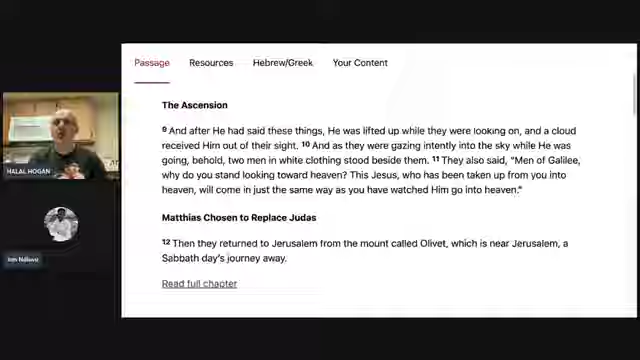 Passage Resources Hebrew/Greek Your Content
The Ascension
9 And after He had said these things, He was lifted up while they were looking on, and a cloud
received Him out of their sight. 10 And as they were gazing intently into the sky while He was
going, behold, two men in white clothing stood beside them. 11 They also said, “Men of Galilee,
why do you stand looking toward heaven? This Jesus, who has been taken up from you into
heaven, will come in just the same way as you have watched Him go into heaven.”
HALAL HOGAN
Matthias Chosen to Replace Judas
12 Then they returned to Jerusalem from the mount called Olivet, which is near Jerusalem, a
Sabbath day’s journey away.
Read full chapter